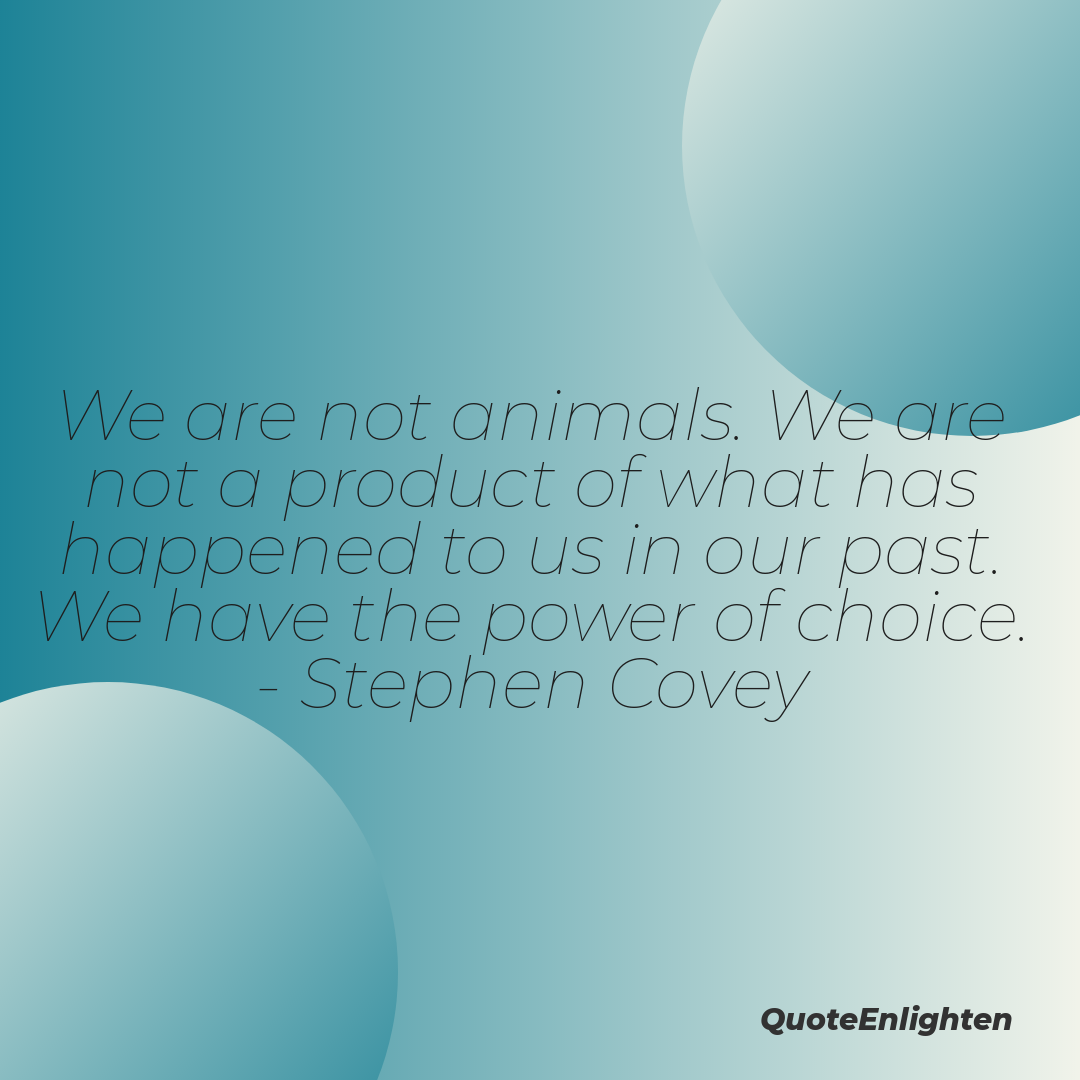 We are not animals. We are
not a product of what has
happened to us in our past.
We have the power of choice.
- Stephen Covey
QuoteEnlighten